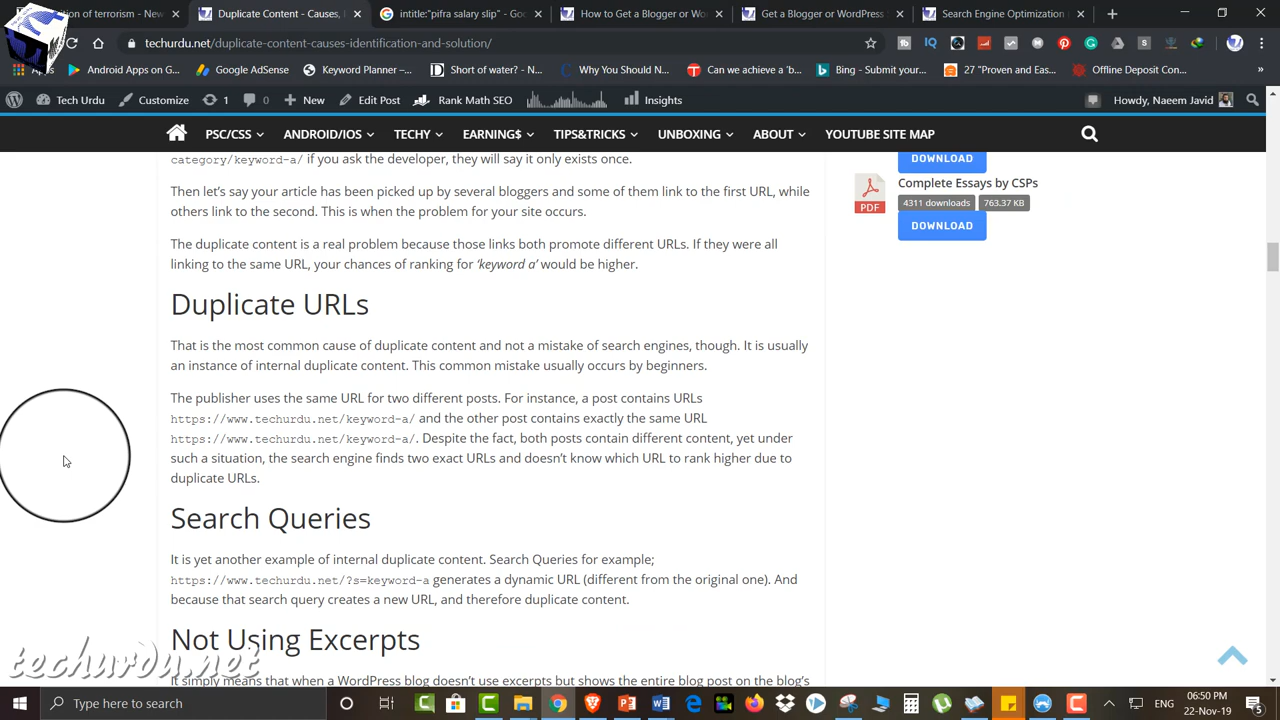 ion of terrorism - New
Duplicate Content - Causes, 
intitle:"pifra salary slip" - Goo
How to Get a Blogger or Wo
Get a Blogger or WordPress
Search Engine Optimization
techurdu.net/duplicate-content-causes-identification-and-solution/
Apps
Android Apps on G...
Google AdSense
Keyword Planner –...
Short of water? - N...
Why You Should N...
Can we achieve a 'b...
Bing - Submit your...
27 "Proven and Eas...
Offline Deposit Con...
Tech Urdu
Customize
1
0
New
Edit Post
Rank Math SEO
Insights
Howdy, Naeem Javid
PSC/CSS
ANDROID/IOS
TECHY
EARNING$
TIPS&TRICKS
UNBOXING
ABOUT
YOUTUBE SITE MAP
category/keyword-a/ if you ask the developer, they will say it only exists once.
Then let's say your article has been picked up by several bloggers and some of them link to the first URL, while
others link to the second. This is when the problem for your site occurs.
The duplicate content is a real problem because those links both promote different URLs. If they were all
linking to the same URL, your chances of ranking for 'keyword a' would be higher.
Duplicate URLs
That is the most common cause of duplicate content and not a mistake of search engines, though. It is usually
an instance of internal duplicate content. This common mistake usually occurs by beginners.
The publisher uses the same URL for two different posts. For instance, a post contains URLs
https://www.techurdu.net/keyword-a/ and the other post contains exactly the same URL
https://www.techurdu.net/keyword-a/. Despite the fact, both posts contain different content, yet under
such a situation, the search engine finds two exact URLs and doesn't know which URL to rank higher due to
duplicate URLs.
Search Queries
It is yet another example of internal duplicate content. Search Queries for example;
https://www.techurdu.net/?s=keyword-a generates a dynamic URL (different from the original one). And
because that search query creates a new URL, and therefore duplicate content.
Not Using Excerpts
It simply means that when a WordPress blog doesn't use excerpts but shows the entire blog post on the blog's
DOWNLOAD
Complete Essays by CSPs
PDF
4311 downloads
763.37 KB
DOWNLOAD
techurdu.net
Type here to search
06:50 PM
22-Nov-19
5